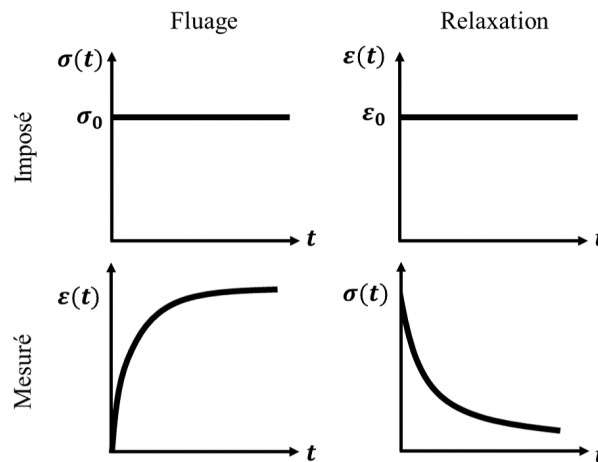 Fluage
Relaxation
Imposé
σ(t)
σ₀
t
ε(t)
ε₀
t
Mesuré
ε(t)
t
σ(t)
t